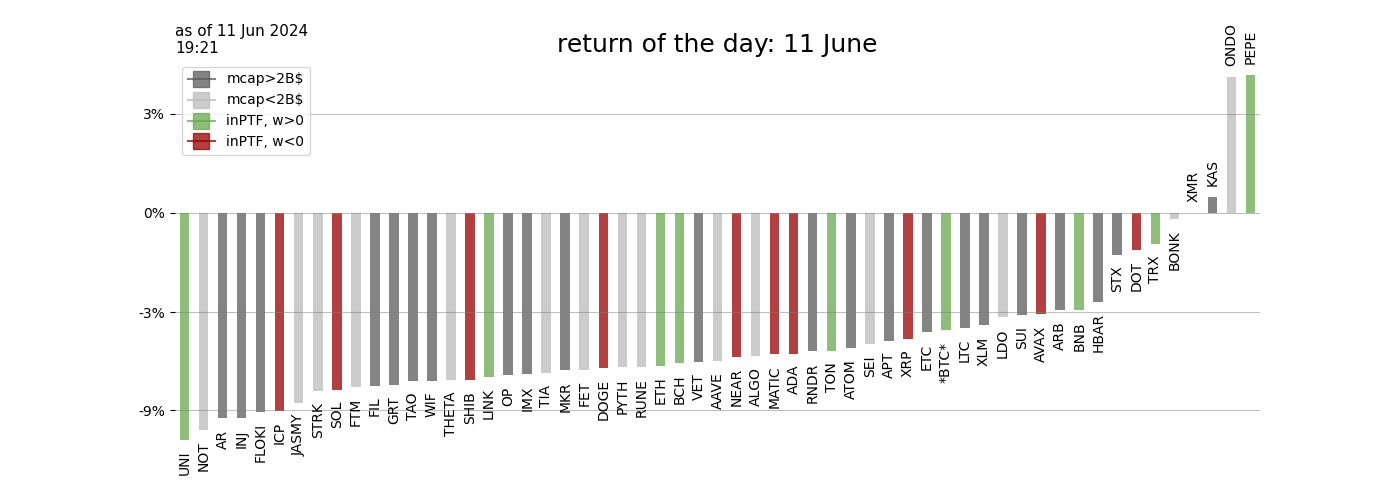 as of 11 Jun 2024
19:21
return of the day: 11 June
mcap>2B$
mcap<2B$
inPTF, w>0
inPTF, w<0
3%
0%
-3%
-9%
UNI
NOT
AR
INJ
FLOKI
ICP
JASMY
STRK
SOL
FTM
FIL
GRT
TAO
WIF
THETA
SHIB
LINK
OP
IMX
TIA
MKR
FET
DOGE
PYTH
RUNE
ETH
BCH
VET
AAVE
NEAR
ALGO
MATIC
ADA
RNDR
TON
ATOM
SEI
APT
XRP
ETC
*BTC*
LTC
XLM
LDO
SUI
AVAX
ARB
BNB
HBAR
STX
DOT
TRX
BONK
XMR
KAS
ONDO
PEPE